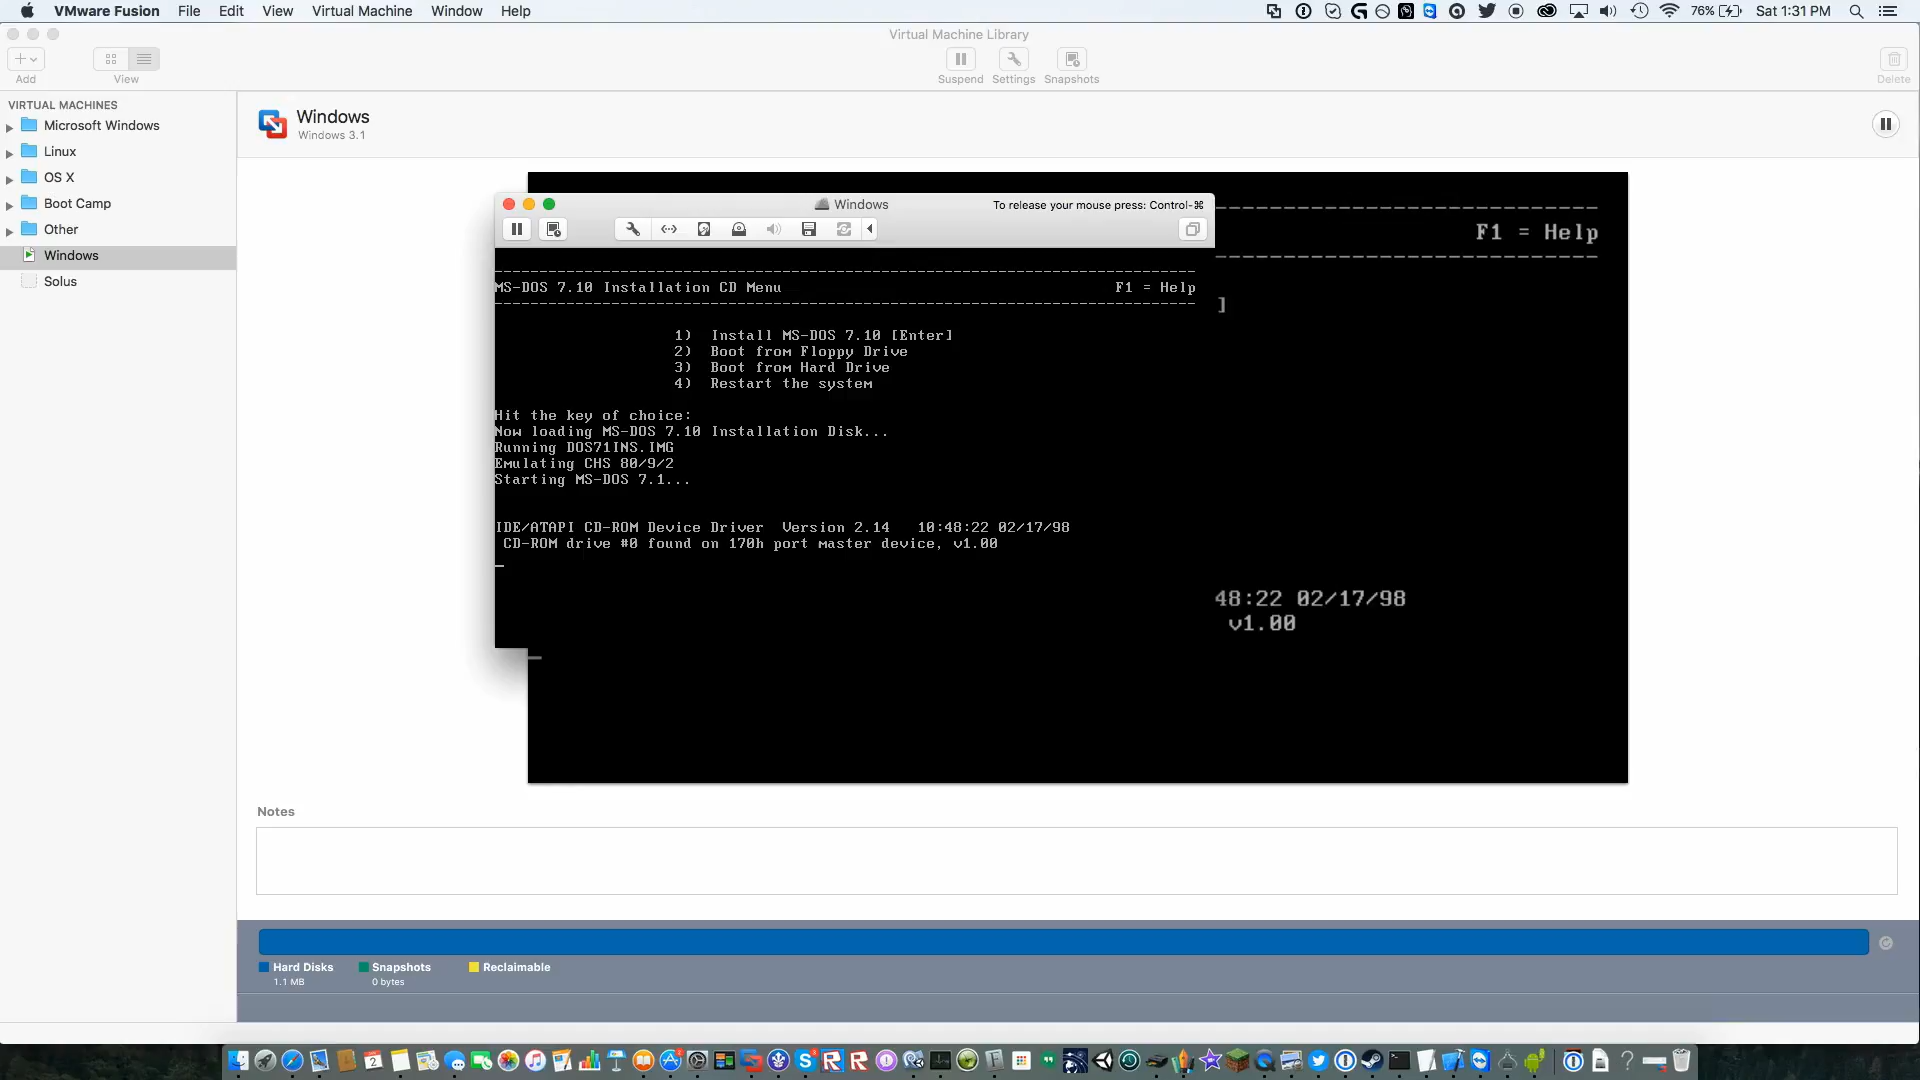 VMware Fusion File Edit View Virtual Machine Window Help 76% Sat 1:31 PM
Virtual Machine Library
Add View Suspend Settings Snapshots Delete
VIRTUAL MACHINES
Microsoft Windows
Linux
OS X
Boot Camp
Other
Windows
Solus
Windows
Windows 3.1
F1 = Help
]
48:22 02/17/98
v1.00
Windows To release your mouse press: Control-⌘
MS-DOS 7.10 Installation CD Menu F1 = Help
1) Install MS-DOS 7.10 [Enter]
2) Boot from Floppy Drive
3) Boot from Hard Drive
4) Restart the system
Hit the key of choice:
Now loading MS-DOS 7.10 Installation Disk...
Running DOS71INS.IMG
Emulating CHS 80/9/2
Starting MS-DOS 7.1...
IDE/ATAPI CD-ROM Device Driver Version 2.14 10:48:22 02/17/98
CD-ROM drive #0 found on 170h port master device, v1.00
Notes
Hard Disks Snapshots Reclaimable
1.1 MB 0 bytes